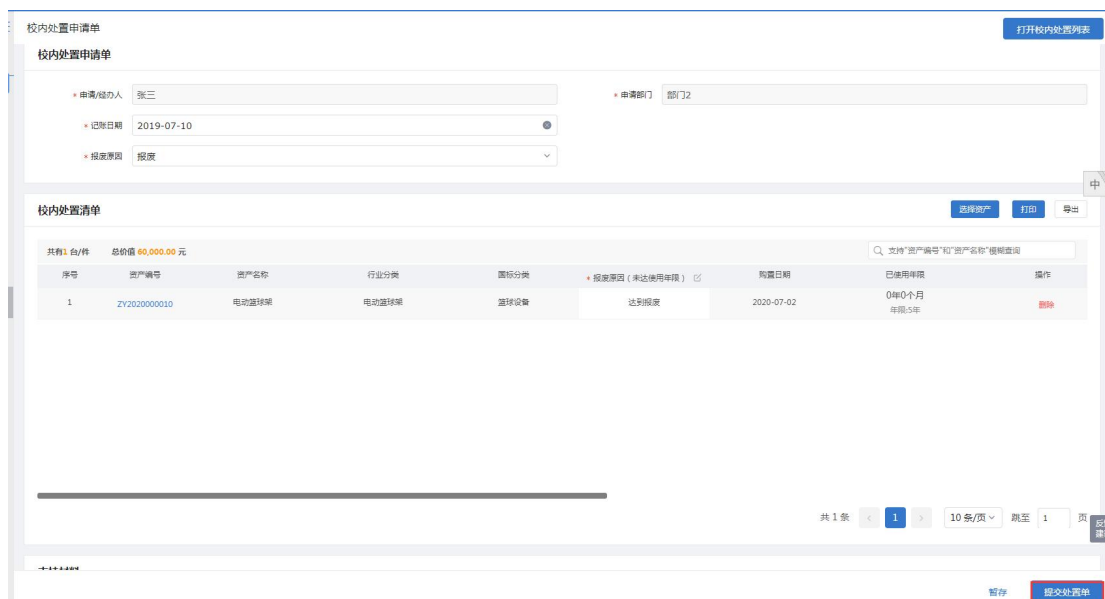 校内处置申请单
打开校内处置列表
校内处置申请单
* 申请/经办人 张三 * 申请部门 部门2
* 记账日期 2019-07-10
* 报废原因 报废
中
校内处置清单 选择资产 打印 导出
共有1 台/件 总价值 60,000.00 元 支持"资产编号"和"资产名称"模糊查询
序号 资产编号 资产名称 行业分类 国标分类 * 报废原因 ( 未达使用年限 ) 购置日期 已使用年限 操作
1 ZY2020000010 电动篮球架 电动篮球架 篮球设备 达到报废 2020-07-02 0年0个月 删除
年限:5年
共 1 条 < 1 > 10 条/页 跳至 1 页
暂存 提交处置单